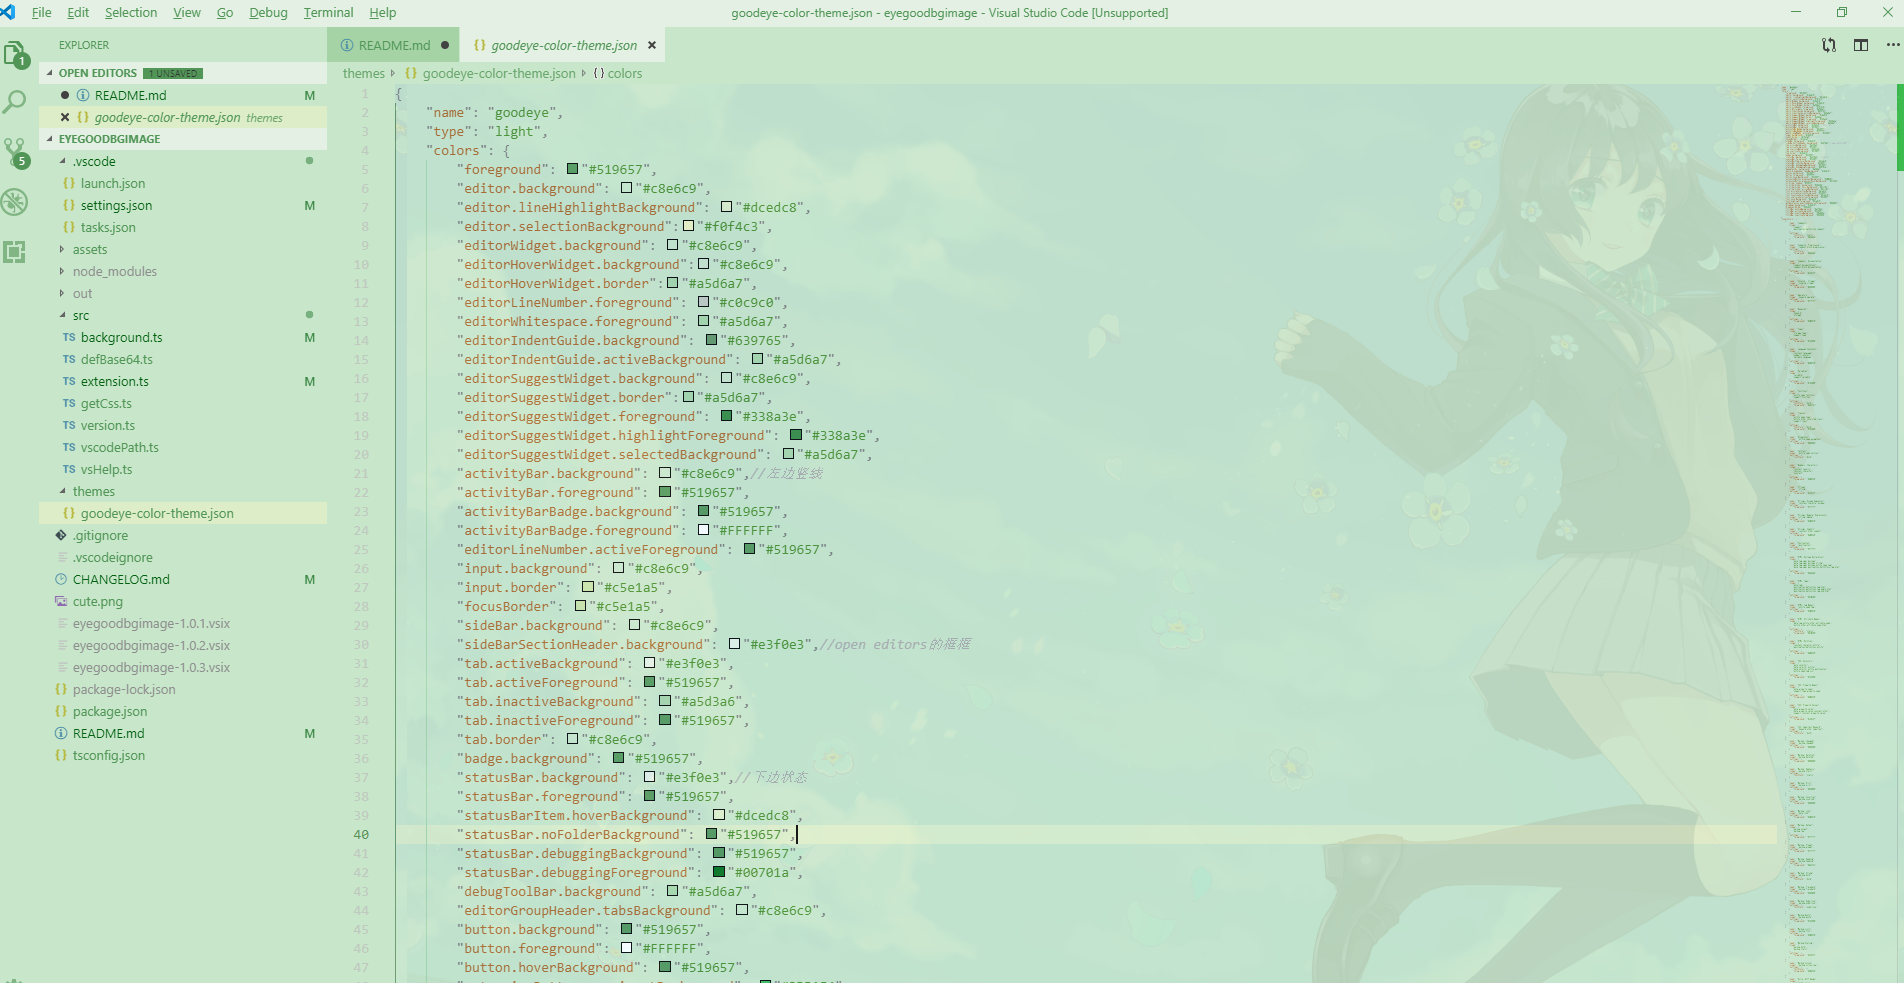 File Edit Selection View Go Debug Terminal Help
goodeye-color-theme.json - eyegoodbgimage - Visual Studio Code [Unsupported]
EXPLORER
OPEN EDITORS 1 UNSAVED
README.md M
goodeye-color-theme.json themes
EYEGOODBGIMAGE
.vscode
launch.json
settings.json M
tasks.json
assets
node_modules
out
src
background.ts M
defBase64.ts
extension.ts M
getCss.ts
version.ts
vscodePath.ts
vsHelp.ts
themes
goodeye-color-theme.json
.gitignore
.vscodeignore
CHANGELOG.md M
cute.png
eyegoodbgimage-1.0.1.vsix
eyegoodbgimage-1.0.2.vsix
eyegoodbgimage-1.0.3.vsix
package-lock.json
package.json
README.md M
tsconfig.json
1
5
README.md
goodeye-color-theme.json
themes {} goodeye-color-theme.json {} colors
1 {
2 "name": "goodeye",
3 "type": "light",
4 "colors": {
5 "foreground": "#519657",
6 "editor.background": "#c8e6c9",
7 "editor.lineHighlightBackground": "#dcedc8",
8 "editor.selectionBackground": "#f0f4c3",
9 "editorWidget.background": "#c8e6c9",
10 "editorHoverWidget.background": "#c8e6c9",
11 "editorHoverWidget.border": "#a5d6a7",
12 "editorLineNumber.foreground": "#c0c9c0",
13 "editorWhitespace.foreground": "#a5d6a7",
14 "editorIndentGuide.background": "#639765",
15 "editorIndentGuide.activeBackground": "#a5d6a7",
16 "editorSuggestWidget.background": "#c8e6c9",
17 "editorSuggestWidget.border": "#a5d6a7",
18 "editorSuggestWidget.foreground": "#338a3e",
19 "editorSuggestWidget.highlightForeground": "#338a3e",
20 "editorSuggestWidget.selectedBackground": "#a5d6a7",
21 "activityBar.background": "#c8e6c9",//左边竖线
22 "activityBar.foreground": "#519657",
23 "activityBarBadge.background": "#519657",
24 "activityBarBadge.foreground": "#FFFFFF",
25 "editorLineNumber.activeForeground": "#519657",
26 "input.background": "#c8e6c9",
27 "input.border": "#c5e1a5",
28 "focusBorder": "#c5e1a5",
29 "sideBar.background": "#c8e6c9",
30 "sideBarSectionHeader.background": "#e3f0e3",//open editors的框框
31 "tab.activeBackground": "#e3f0e3",
32 "tab.activeForeground": "#519657",
33 "tab.inactiveBackground": "#a5d3a6",
34 "tab.inactiveForeground": "#519657",
35 "tab.border": "#c8e6c9",
36 "badge.background": "#519657",
37 "statusBar.background": "#e3f0e3",//下边状态
38 "statusBar.foreground": "#519657",
39 "statusBarItem.hoverBackground": "#dcedc8",
40 "statusBar.noFolderBackground": "#519657",
41 "statusBar.debuggingBackground": "#519657",
42 "statusBar.debuggingForeground": "#00701a",
43 "debugToolBar.background": "#a5d6a7",
44 "editorGroupHeader.tabsBackground": "#c8e6c9",
45 "button.background": "#519657",
46 "button.foreground": "#FFFFFF",
47 "button.hoverBackground": "#519657",